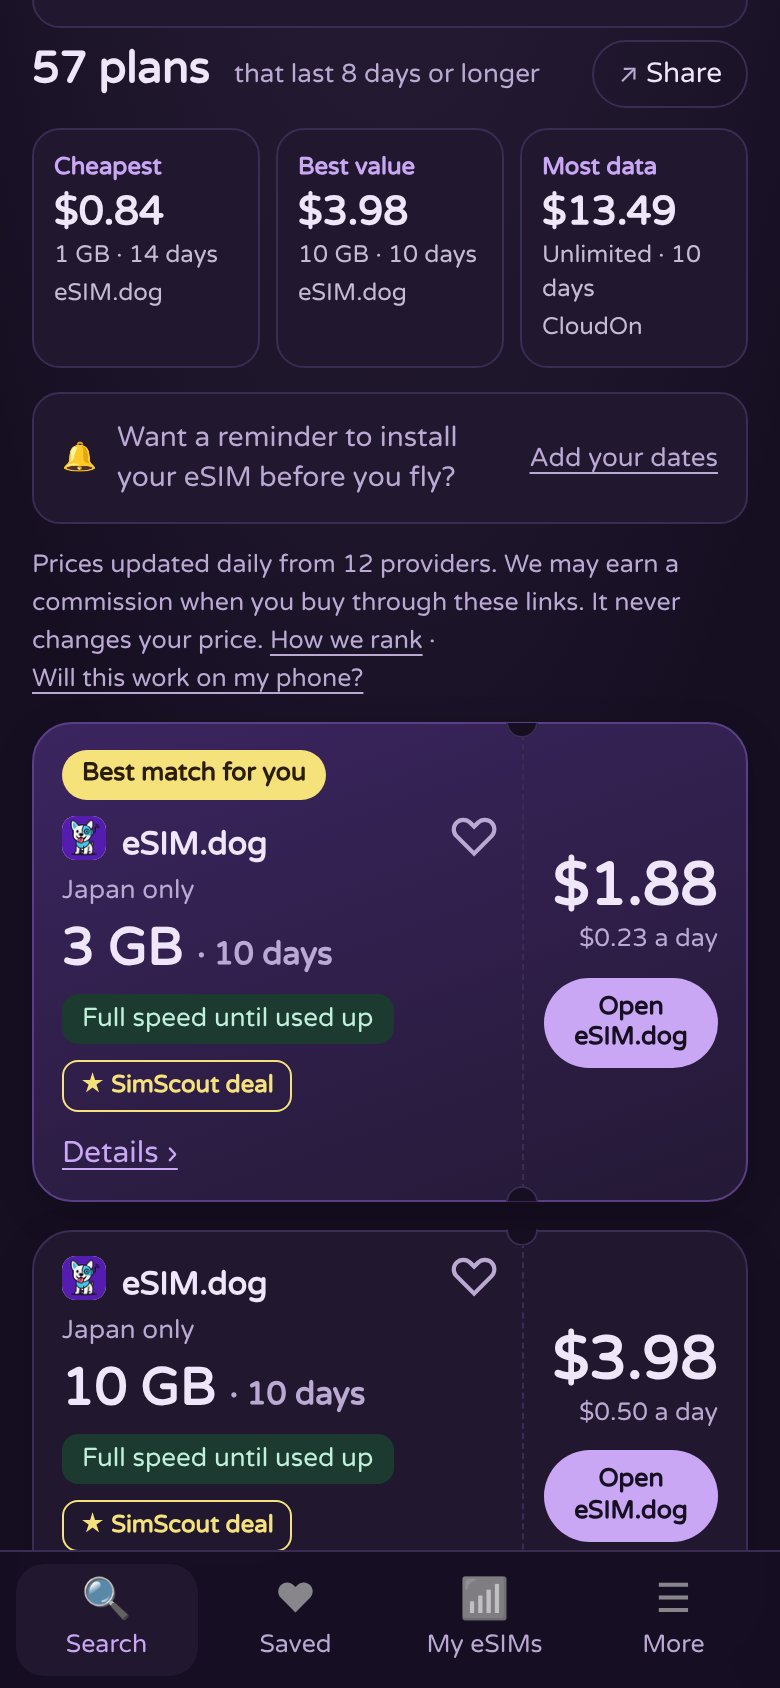 57 plans that last 8 days or longer
↗ Share
Cheapest
$0.84
1 GB · 14 days
eSIM.dog
Best value
$3.98
10 GB · 10 days
eSIM.dog
Most data
$13.49
Unlimited · 10
days
CloudOn
Want a reminder to install
your eSIM before you fly?
Add your dates
Prices updated daily from 12 providers. We may earn a
commission when you buy through these links. It never
changes your price. How we rank ·
Will this work on my phone?
Best match for you
eSIM.dog
Japan only
3 GB · 10 days
Full speed until used up
★ SimScout deal
Details ›
$1.88
$0.23 a day
Open
eSIM.dog
eSIM.dog
Japan only
10 GB · 10 days
Full speed until used up
★ SimScout deal
$3.98
$0.50 a day
Open
eSIM.dog
Search
Saved
My eSIMs
More